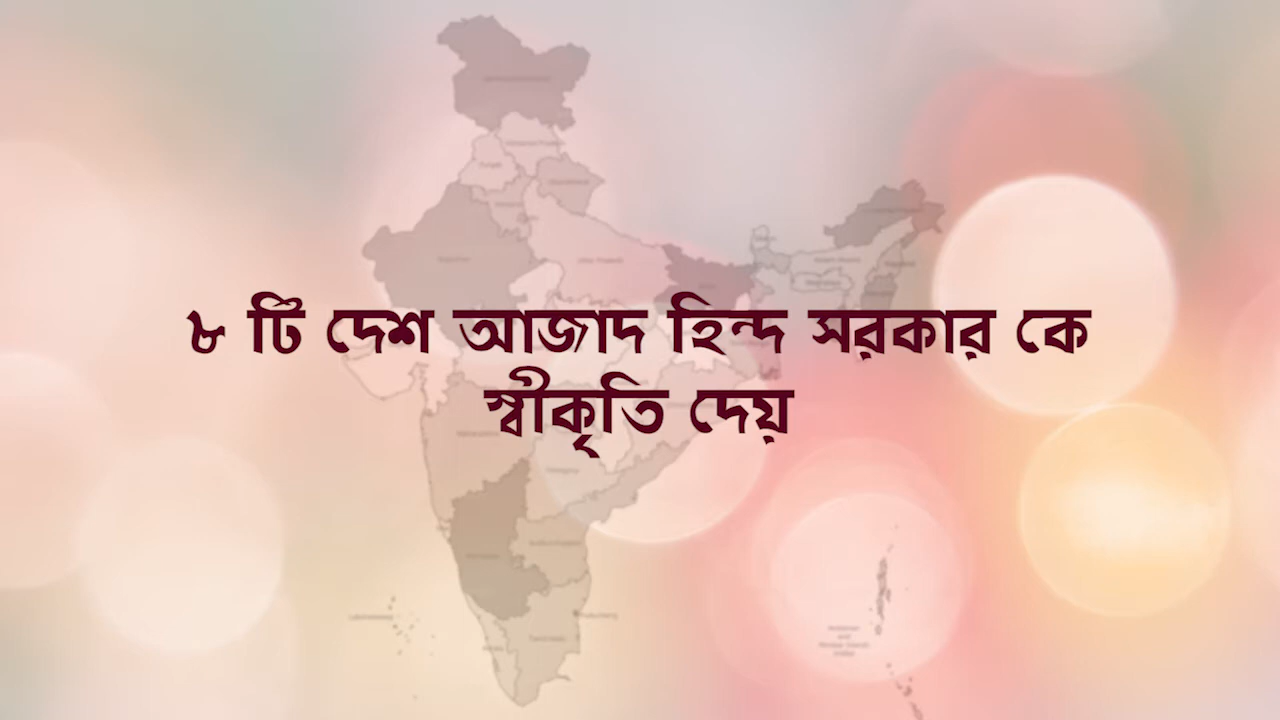 ৮ টি দেশ আজাদ হিন্দ সরকার কে
স্বীকৃতি দেয়